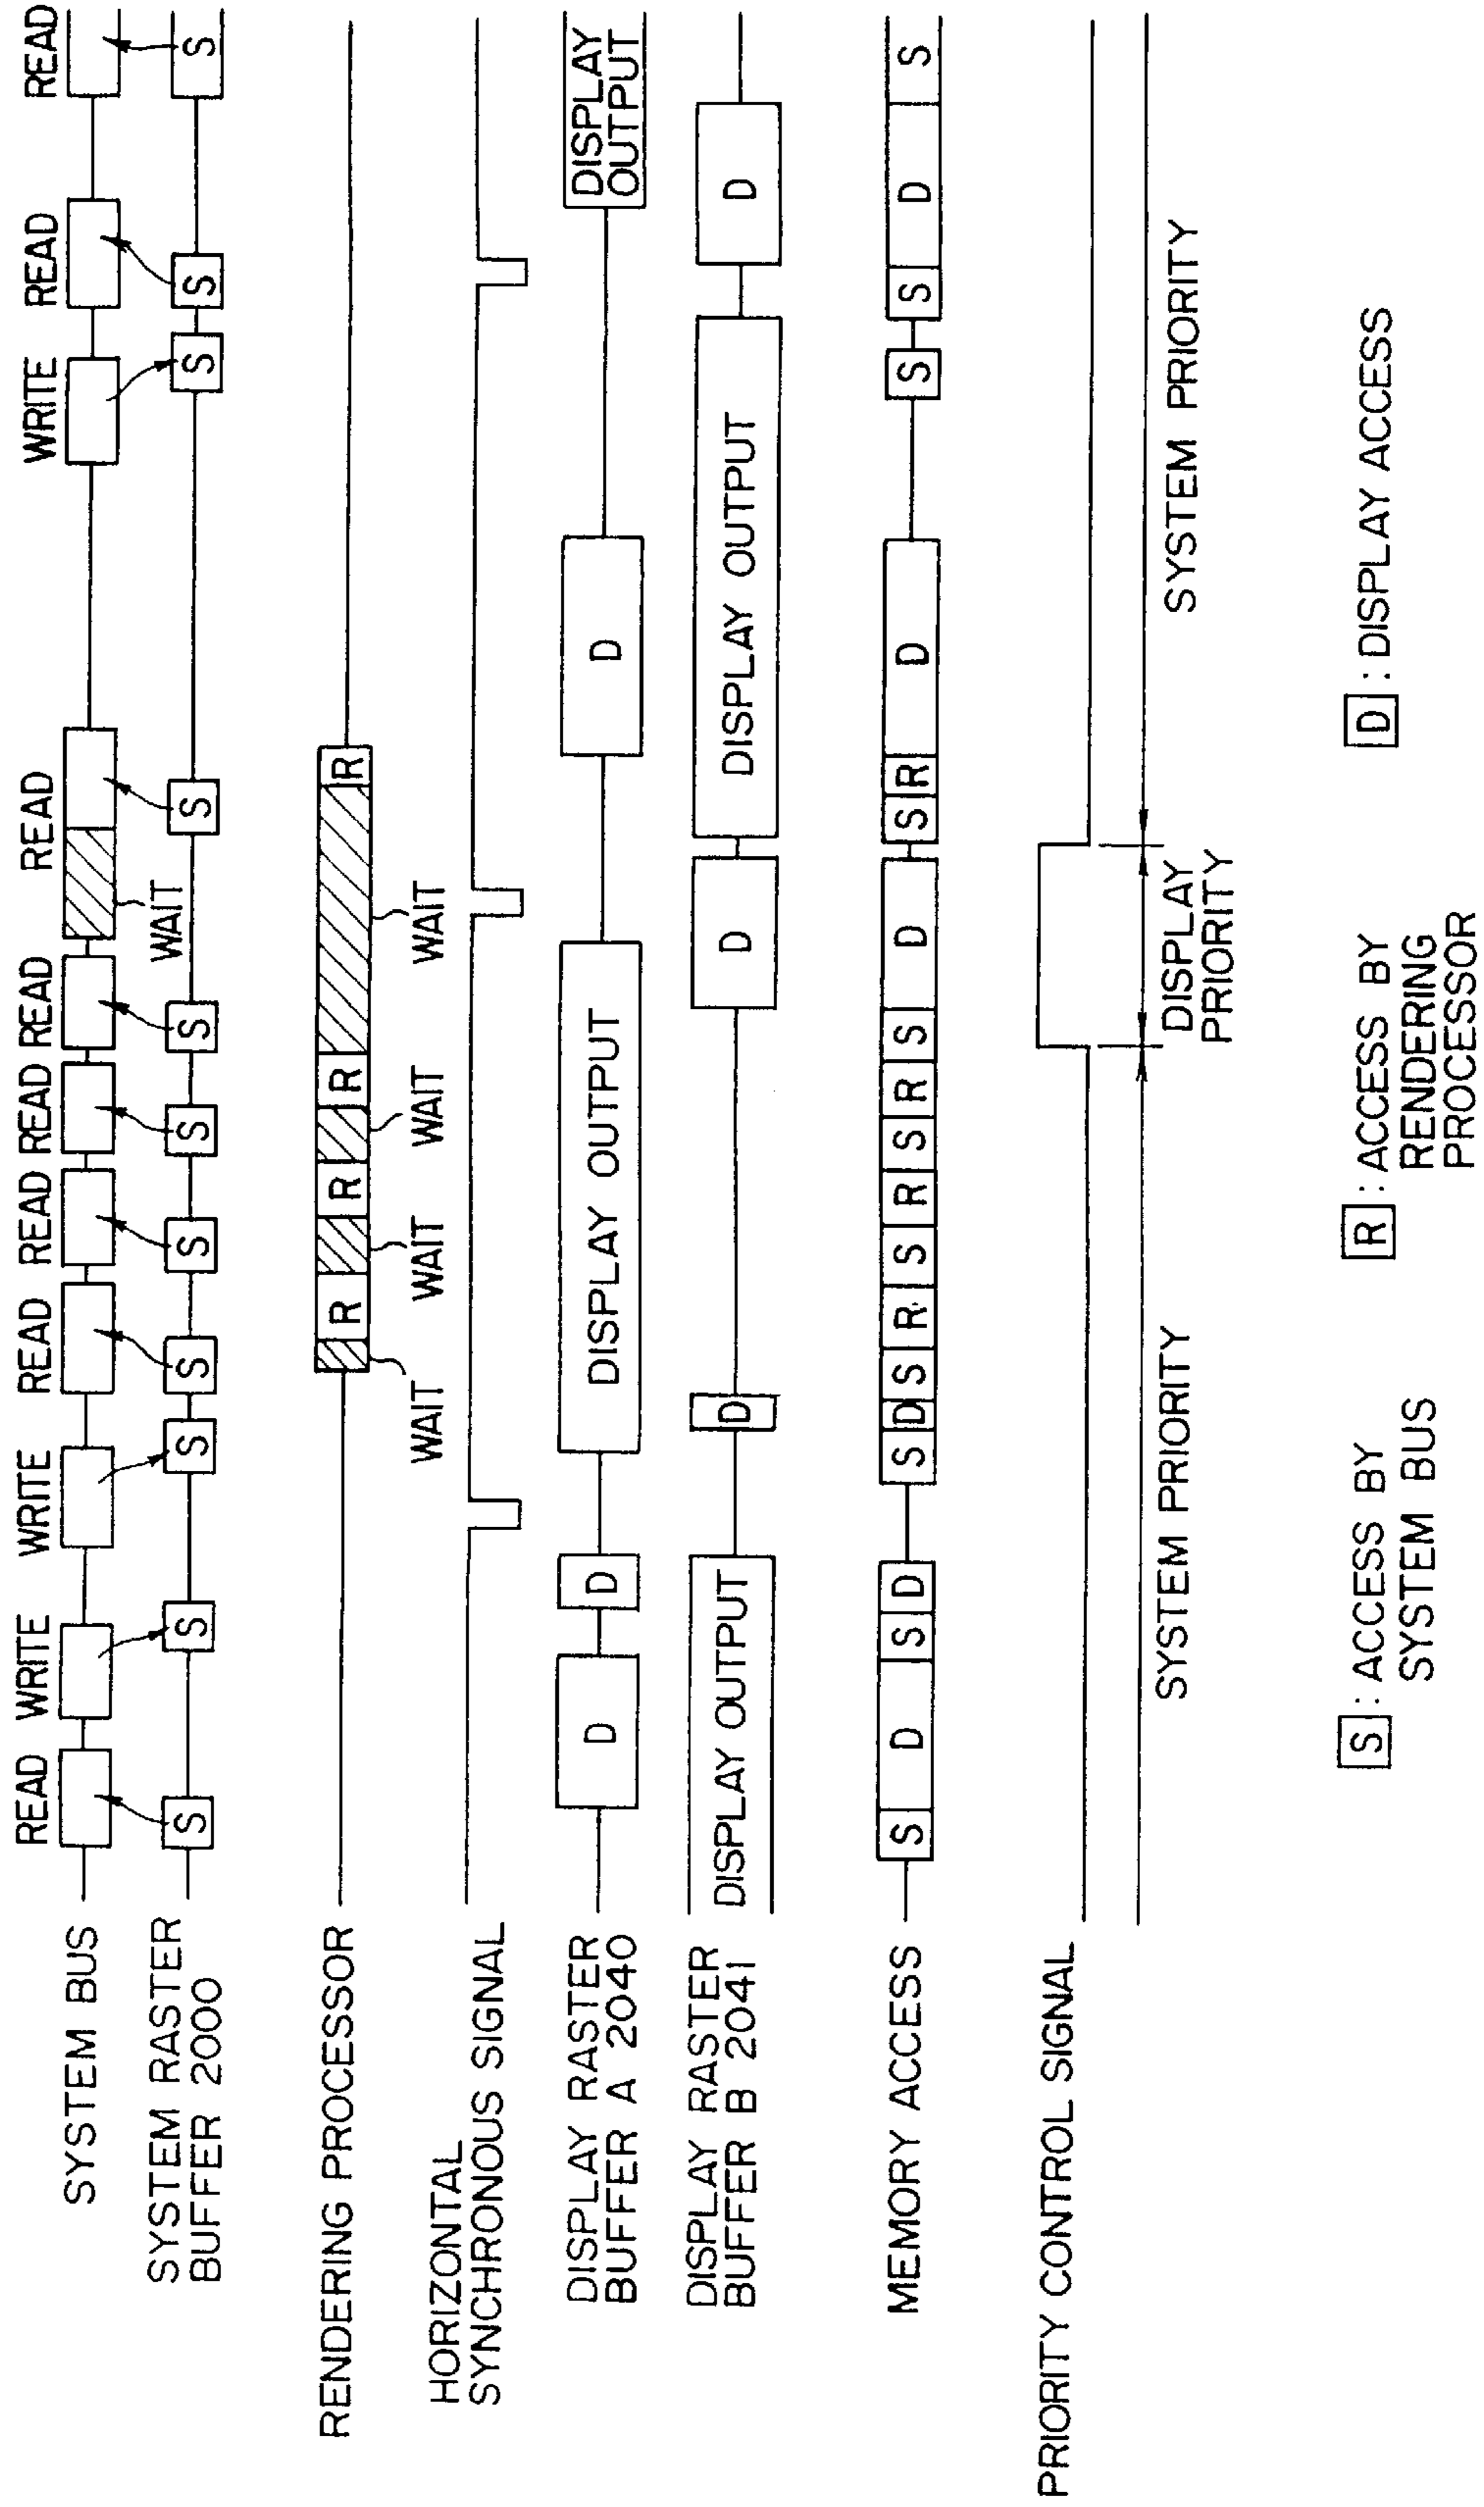 READ WRITE WRITE READ READ READ READ READ WRITE READ READ
SYSTEM BUS
WAIT
SYSTEM RASTER
BUFFER 2000
S S S S S S S S S S S
RENDERING PROCESSOR
R R R R
WAIT WAIT WAIT WAIT
HORIZONTAL
SYNCHRONOUS SIGNAL
DISPLAY RASTER
BUFFER A 2040
D D DISPLAY OUTPUT D DISPLAY
OUTPUT
DISPLAY RASTER
BUFFER B 2041
DISPLAY OUTPUT D D DISPLAY OUTPUT D
MEMORY ACCESS
S D S D S D S R S R S R S D S R D S S D S
PRIORITY CONTROL SIGNAL
SYSTEM PRIORITY
DISPLAY
PRIORITY
SYSTEM PRIORITY
S : ACCESS BY
SYSTEM BUS
R : ACCESS BY
RENDERING
PROCESSOR
D : DISPLAY ACCESS